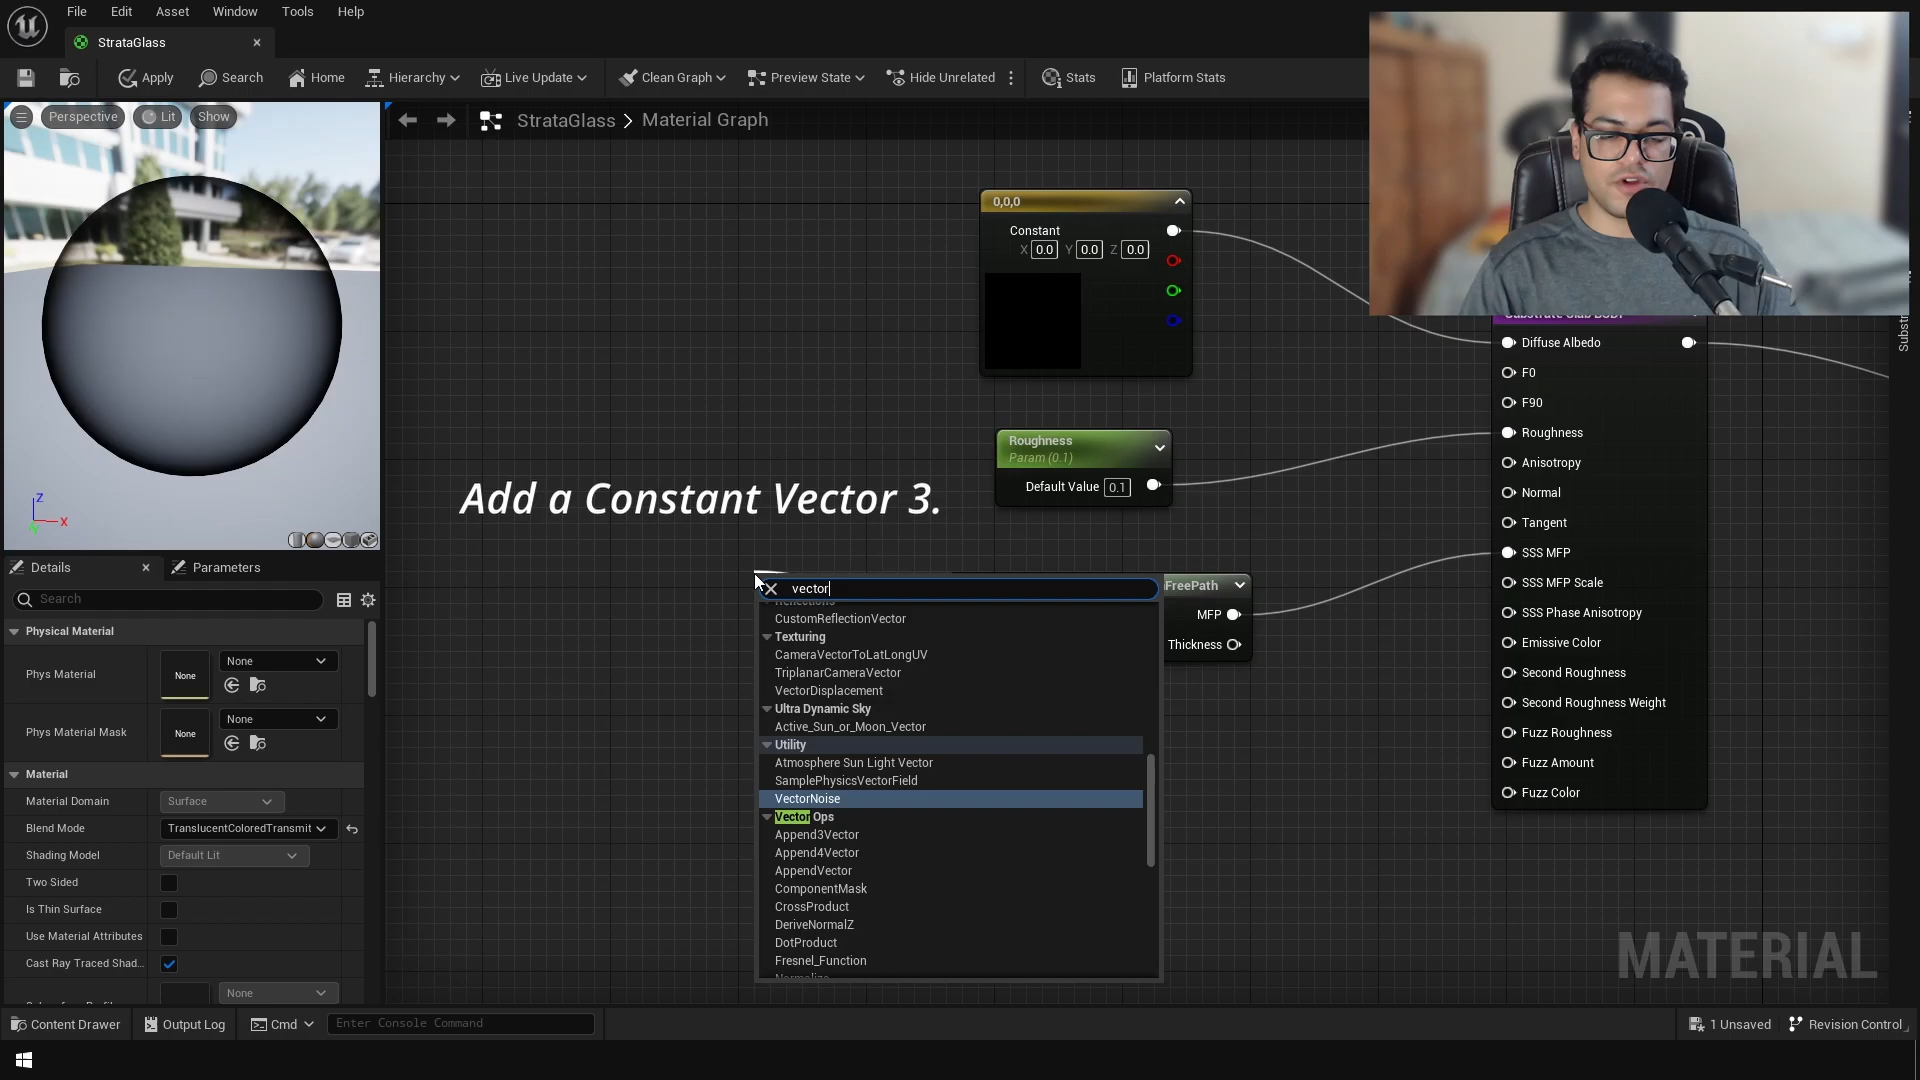 File Edit Asset Window Tools Help
StrataGlass
Apply Search Home Hierarchy Live Update Clean Graph Preview State Hide Unrelated Stats Platform Stats
Perspective Lit Show
StrataGlass > Material Graph
0,0,0
Constant
X 0.0 Y 0.0 Z 0.0
Roughness
Param (0.1)
Default Value 0.1
Add a Constant Vector 3.
Z
X
FreePath
MFP
Thickness
Diffuse Albedo
F0
F90
Roughness
Anisotropy
Normal
Tangent
SSS MFP
SSS MFP Scale
SSS Phase Anisotropy
Emissive Color
Second Roughness
Second Roughness Weight
Fuzz Roughness
Fuzz Amount
Fuzz Color
vector
Reflections
CustomReflectionVector
Texturing
CameraVectorToLatLongUV
TriplanarCameraVector
VectorDisplacement
Ultra Dynamic Sky
Active_Sun_or_Moon_Vector
Utility
Atmosphere Sun Light Vector
SamplePhysicsVectorField
VectorNoise
Vector Ops
Append3Vector
Append4Vector
AppendVector
ComponentMask
CrossProduct
DeriveNormalZ
DotProduct
Fresnel_Function
Normalize
Details Parameters
Search
Physical Material
Phys Material None None
Phys Material Mask None None
Material
Material Domain Surface
Blend Mode TranslucentColoredTransmit
Shading Model Default Lit
Two Sided
Is Thin Surface
Use Material Attributes
Cast Ray Traced Shad...
None
MATERIAL
Content Drawer Output Log Cmd Enter Console Command 1 Unsaved Revision Control